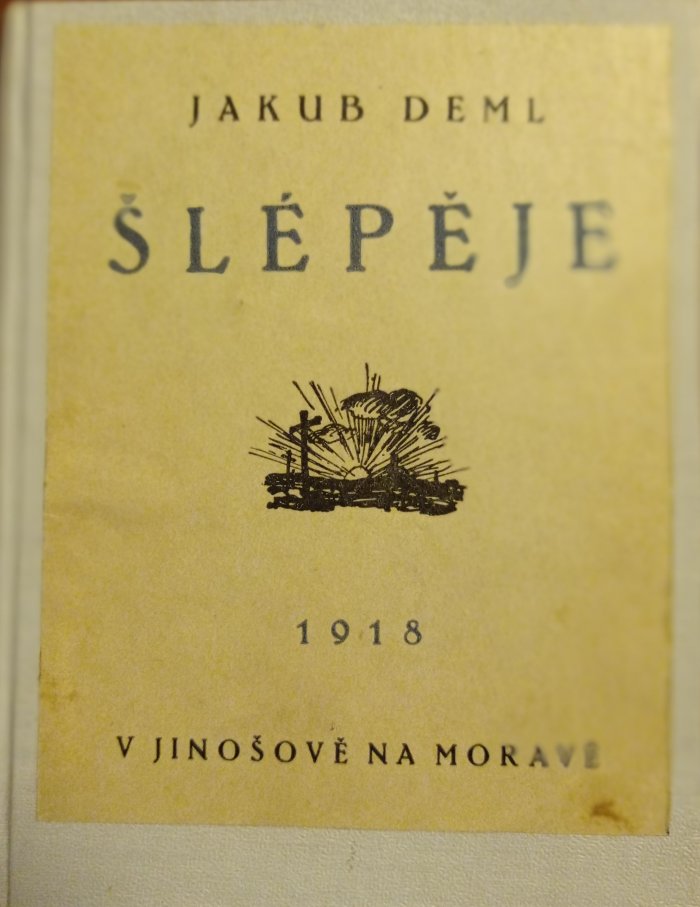 JAKUB DEML
ŠLÉPĚJE
1918
V JINOŠOVĚ NA MORAVĚ